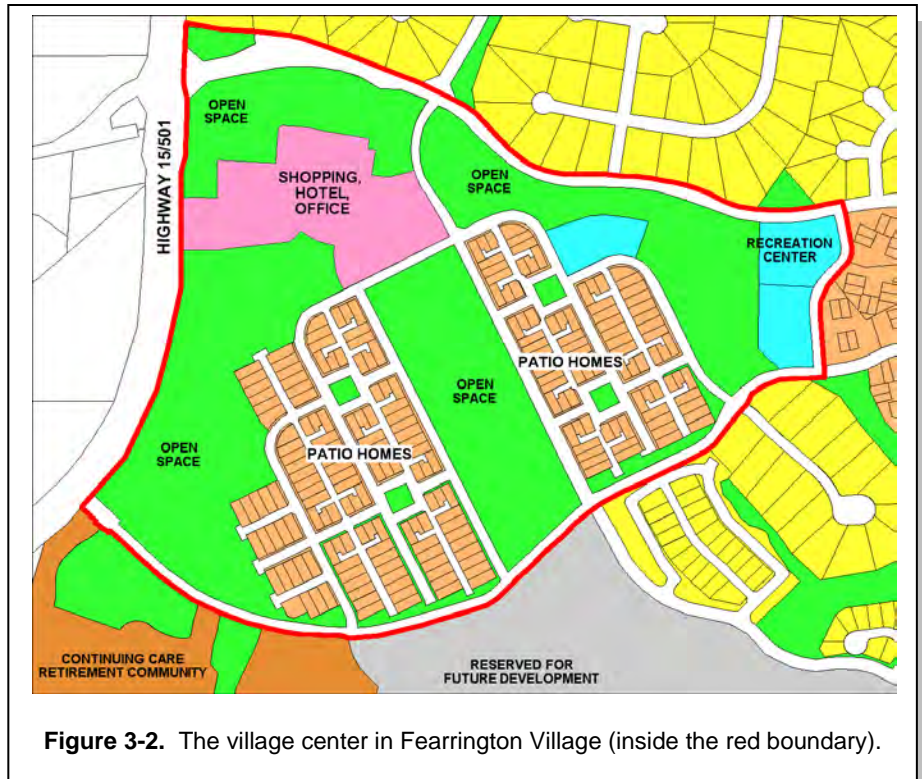 OPEN
SPACE
HIGHWAY 15/501
SHOPPING,
HOTEL,
OFFICE
OPEN
SPACE
RECREATION
CENTER
PATIO HOMES
OPEN
SPACE
OPEN
SPACE
PATIO HOMES
CONTINUING CARE
RETIREMENT COMMUNITY
RESERVED FOR
FUTURE DEVELOPMENT
Figure 3-2. The village center in Fearrington Village (inside the red boundary).